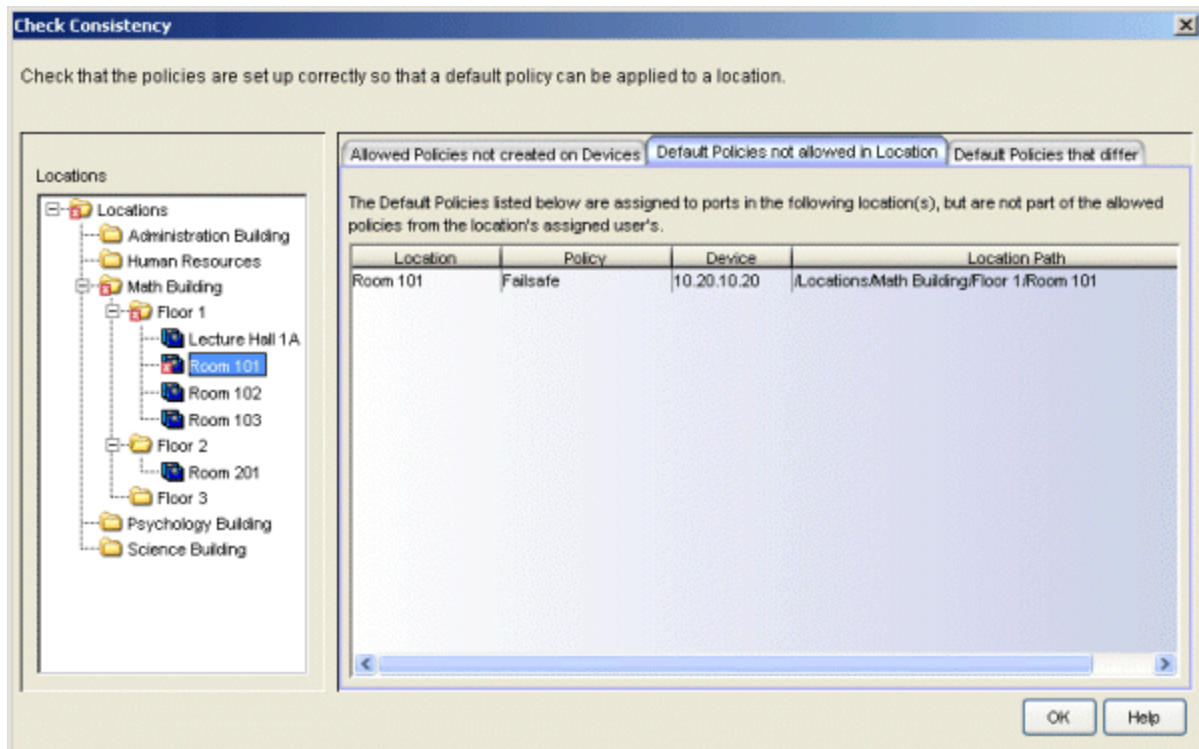 Check Consistency
Check that the policies are set up correctly so that a default policy can be applied to a location.
Locations
Locations
Administration Building
Human Resources
Math Building
Floor 1
Lecture Hall 1A
Room 101
Room 102
Room 103
Floor 2
Room 201
Floor 3
Psychology Building
Science Building
Allowed Policies not created on Devices Default Policies not allowed in Location Default Policies that differ
The Default Policies listed below are assigned to ports in the following location(s), but are not part of the allowed
policies from the location's assigned user's.
Location Policy Device Location Path
Room 101 Failsafe 10.20.10.20 /Locations/Math Building/Floor 1/Room 101
OK Help